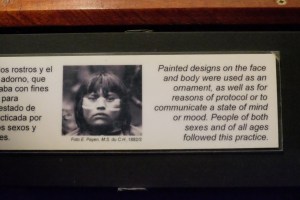 os rostros y el
adorno, que
aba con fines
para
estado de
cticada por
os sexos y
es.
Painted designs on the face
and body were used as an
ornament, as well as for
reasons of protocol or to
communicate a state of mind
or mood. People of both
sexes and of all ages
followed this practice.